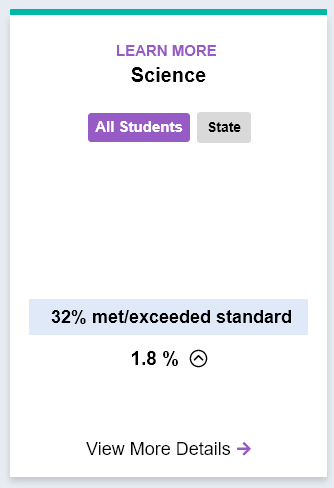 LEARN MORE
Science
All Students State
32% met/exceeded standard
1.8 %
View More Details